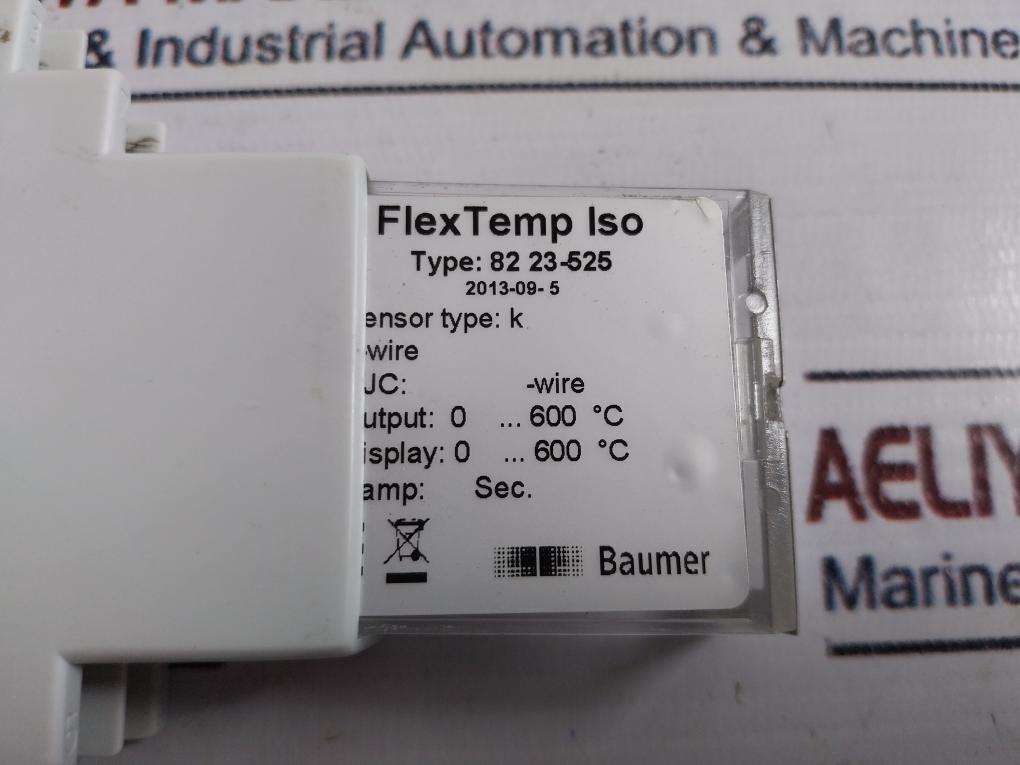 & Industrial Automation & Machine
FlexTemp Iso
Type: 82 23-525
2013-09- 5
ensor type: k
-wire
JC: -wire
utput: 0 ... 600 °C
isplay: 0 ... 600 °C
amp: Sec.
Baumer
AELIY
Marine